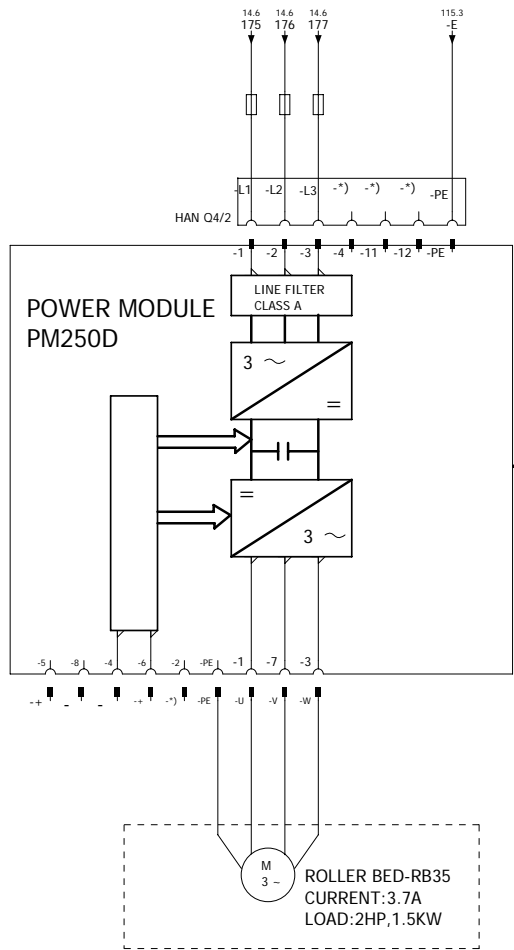 14.6 14.6 14.6 115.3
175 176 177 -E
-L1 -L2 -L3 -*) -*) -*) -PE
HAN Q4/2
-1 -2 -3 -4 -11 -12 -PE
LINE FILTER
CLASS A
POWER MODULE
PM250D
3 ~
=
=
3 ~
-5 -8 -4 -6 -2 -PE -1 -7 -3
-+ - - -+ -*) -PE -U -V -W
M
3 ~
ROLLER BED-RB35
CURRENT:3.7A
LOAD:2HP,1.5KW